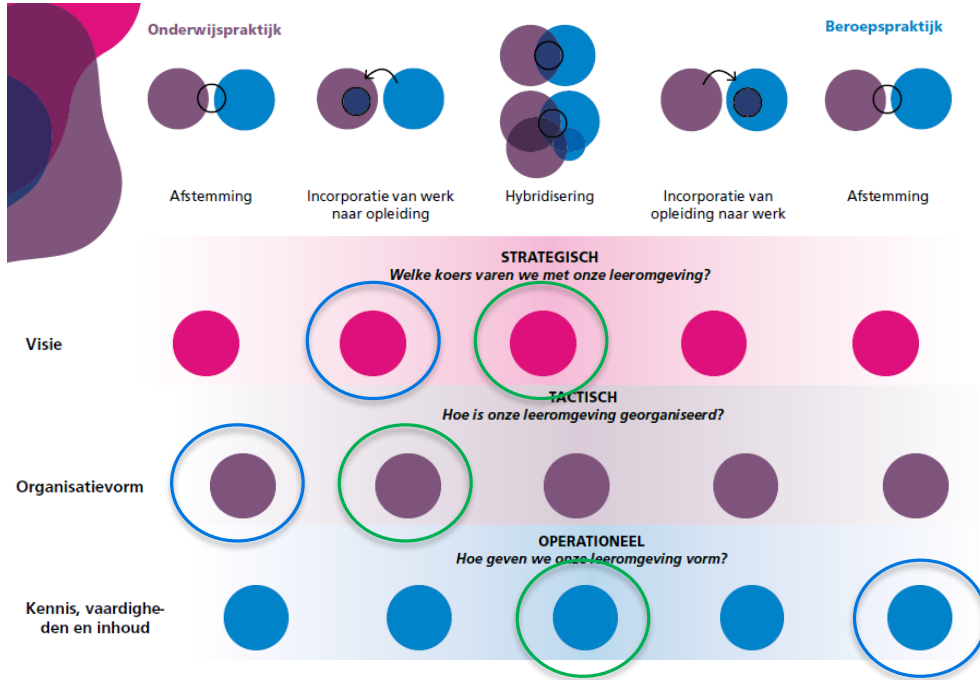 Onderwijspraktijk
Beroepspraktijk
Afstemming
Incorporatie van werk
naar opleiding
Hybridisering
Incorporatie van
opleiding naar werk
Afstemming
STRATEGISCH
Welke koers varen we met onze leeromgeving?
Visie
TACTISCH
Hoe is onze leeromgeving georganiseerd?
Organisatievorm
OPERATIONEEL
Hoe geven we onze leeromgeving vorm?
Kennis, vaardighe-
den en inhoud